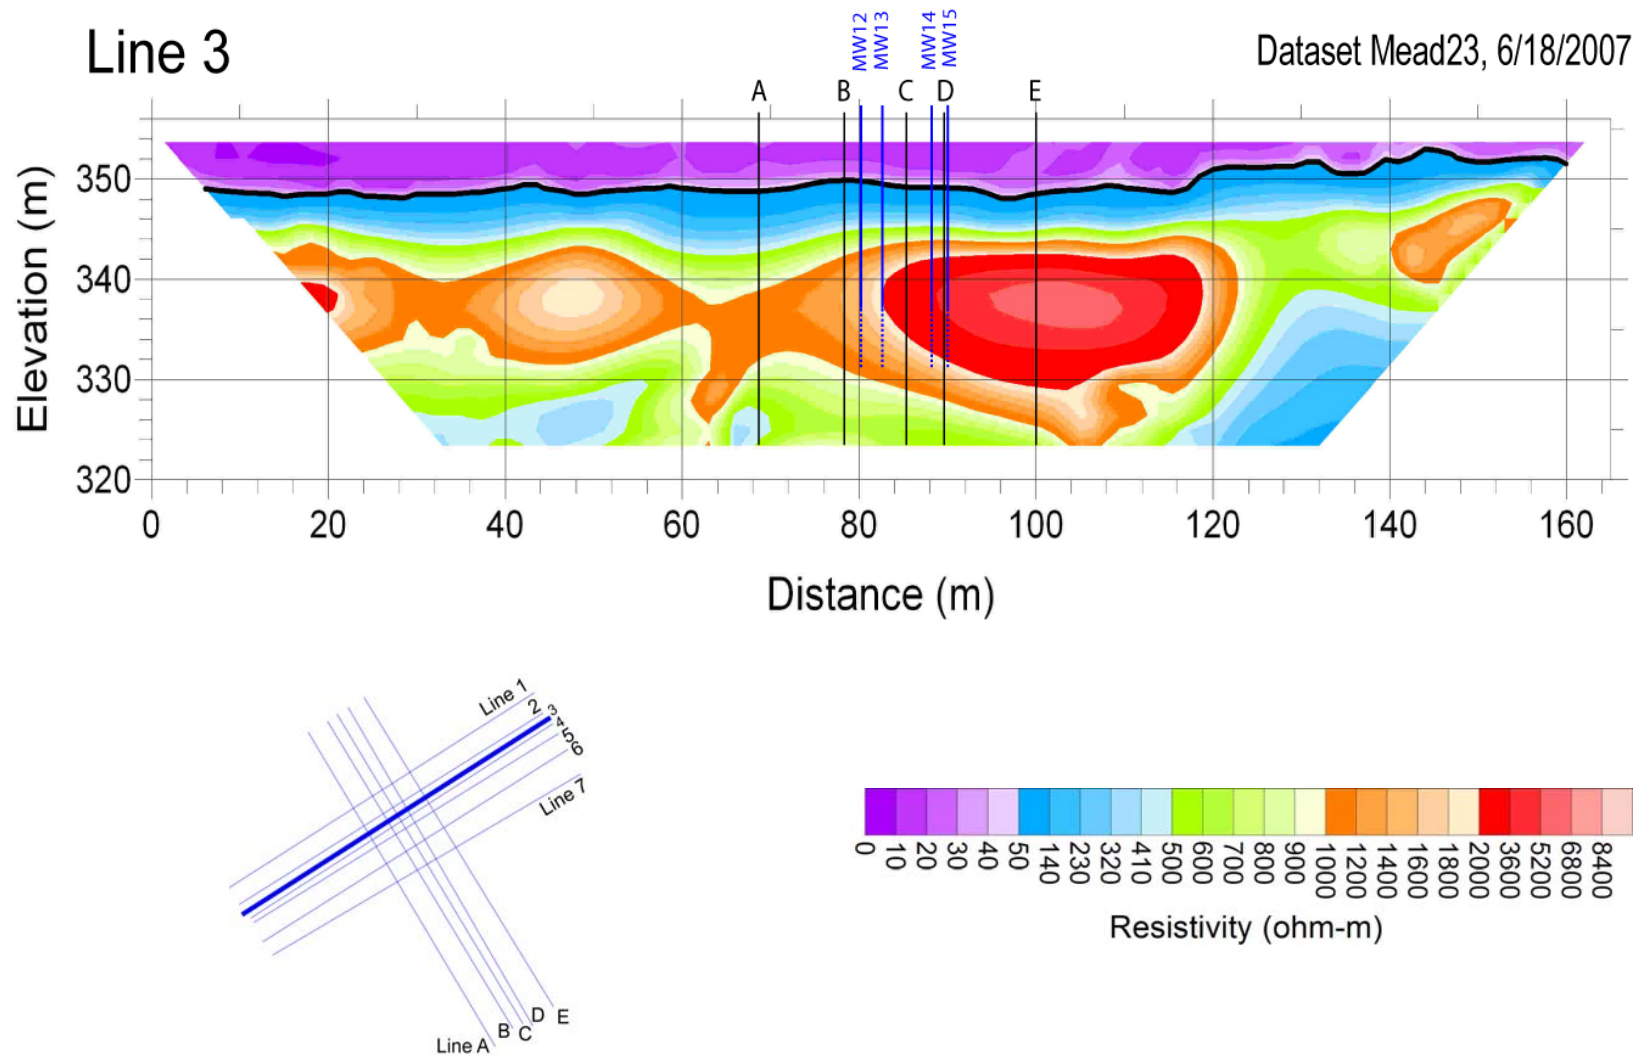 Line 3
MW12
MW13
MW14
MW15
Dataset Mead23, 6/18/2007
A
B
C
D
E
Elevation (m)
350
340
330
320
0 20 40 60 80 100 120 140 160
Distance (m)
Line 1
2
3
4
5
6
Line 7
Line A
B
C
D
E
0 10 20 30 40 50 140 230 320 410 500 600 700 800 900 1000 1200 1400 1600 1800 2000 3600 5200 6800 8400
Resistivity (ohm-m)